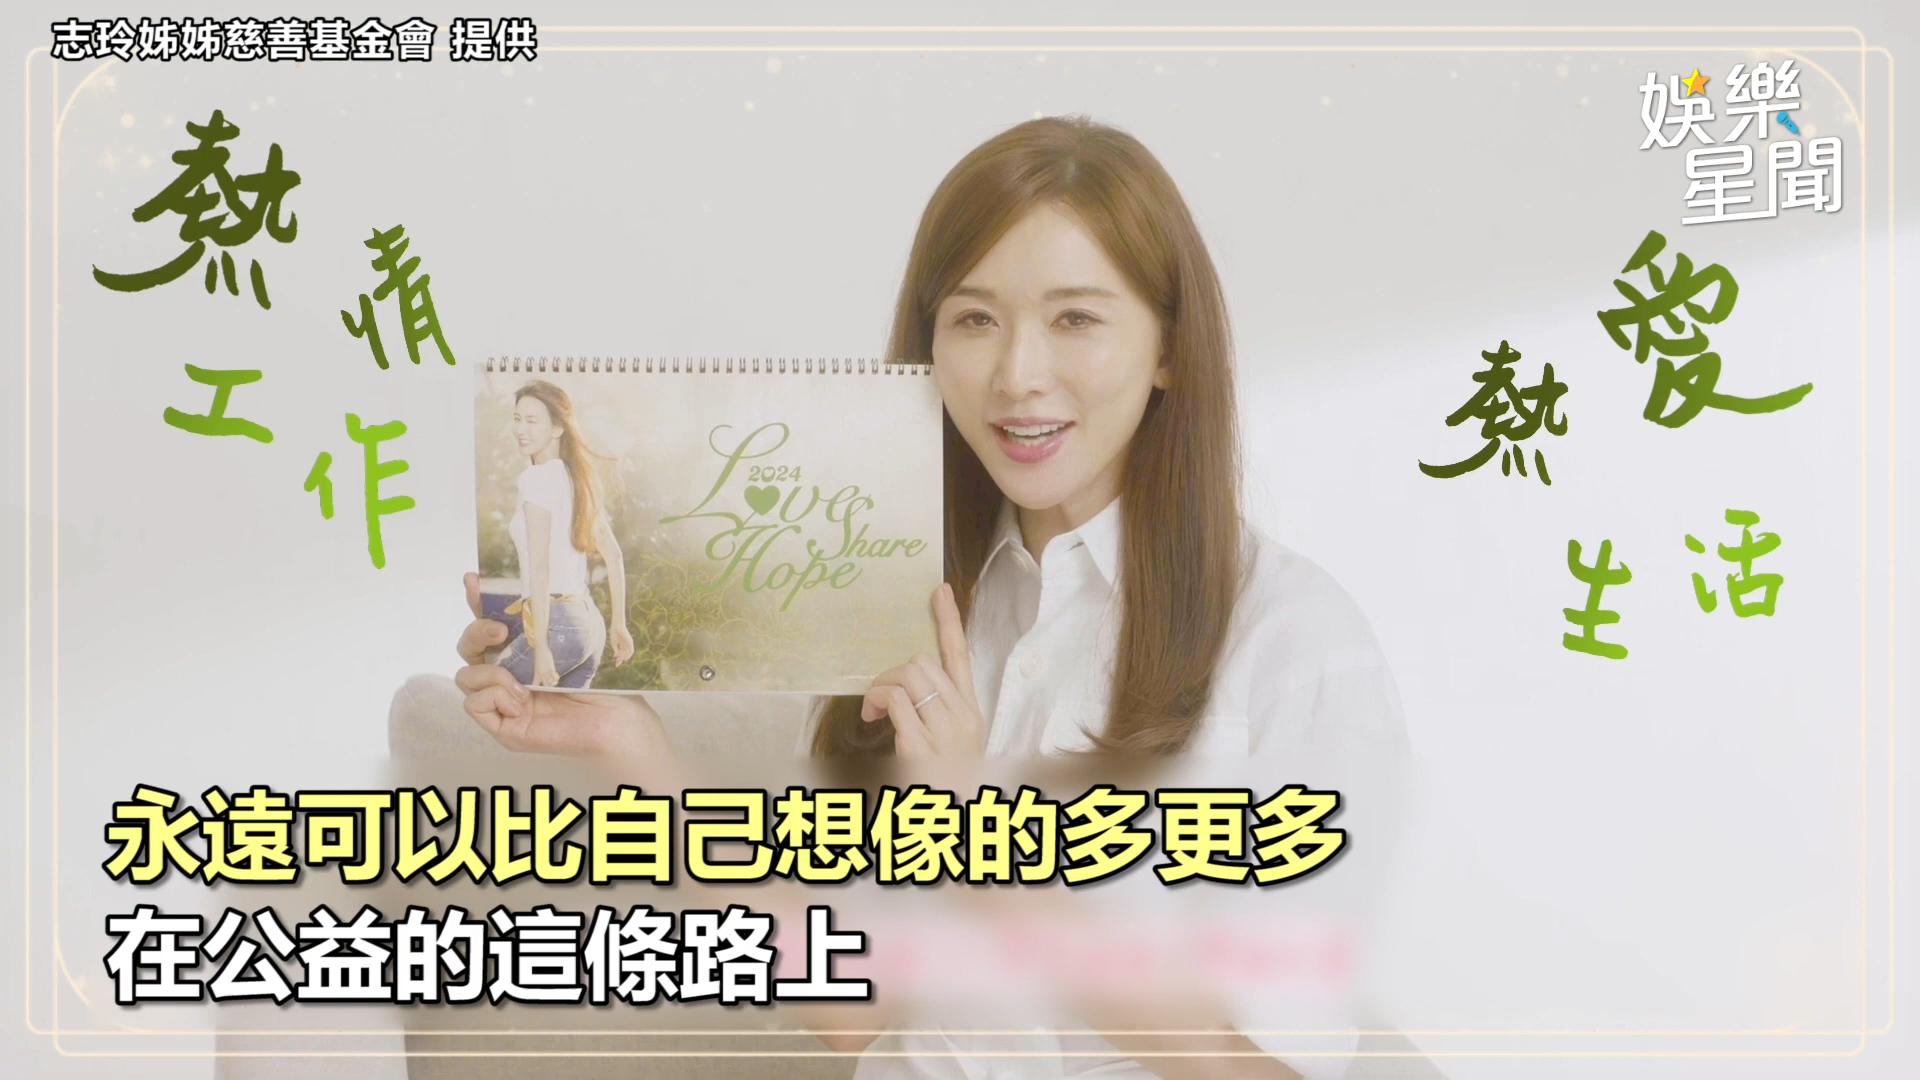 志玲姊姊慈善基金會 提供
娛樂
星聞
熱情
工作
熱愛
生活
2024
Love
Share
Hope
永遠可以比自己想像的多更多
在公益的這條路上